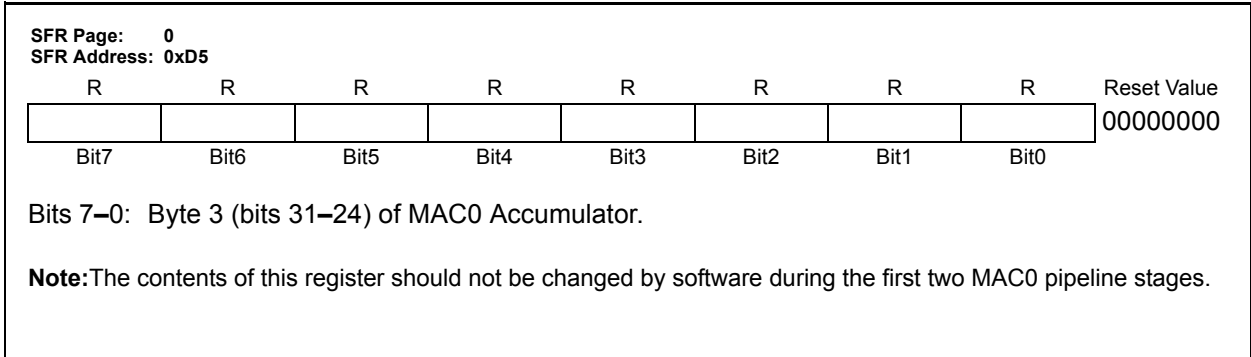 SFR Page: 0
SFR Address: 0xD5
R R R R R R R R Reset Value
00000000
Bit7 Bit6 Bit5 Bit4 Bit3 Bit2 Bit1 Bit0
Bits 7–0: Byte 3 (bits 31–24) of MAC0 Accumulator.
Note:The contents of this register should not be changed by software during the first two MAC0 pipeline stages.